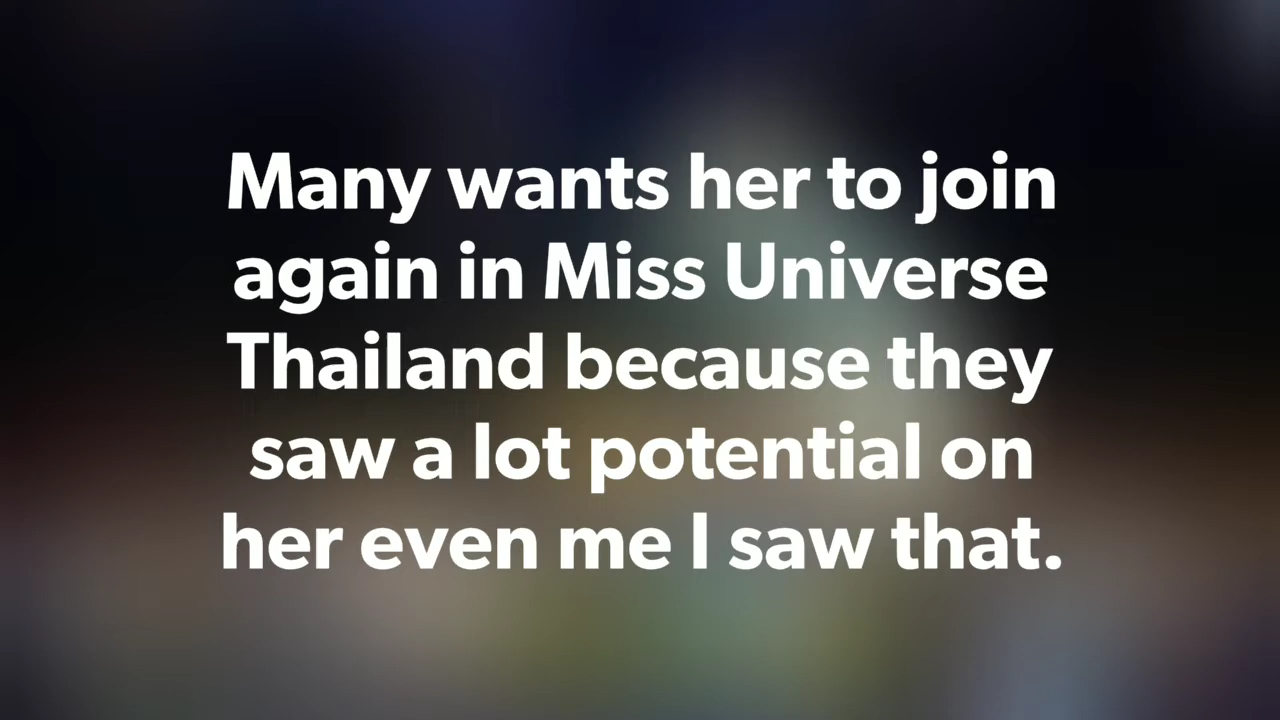 Many wants her to join
again in Miss Universe
Thailand because they
saw a lot potential on
her even me I saw that.